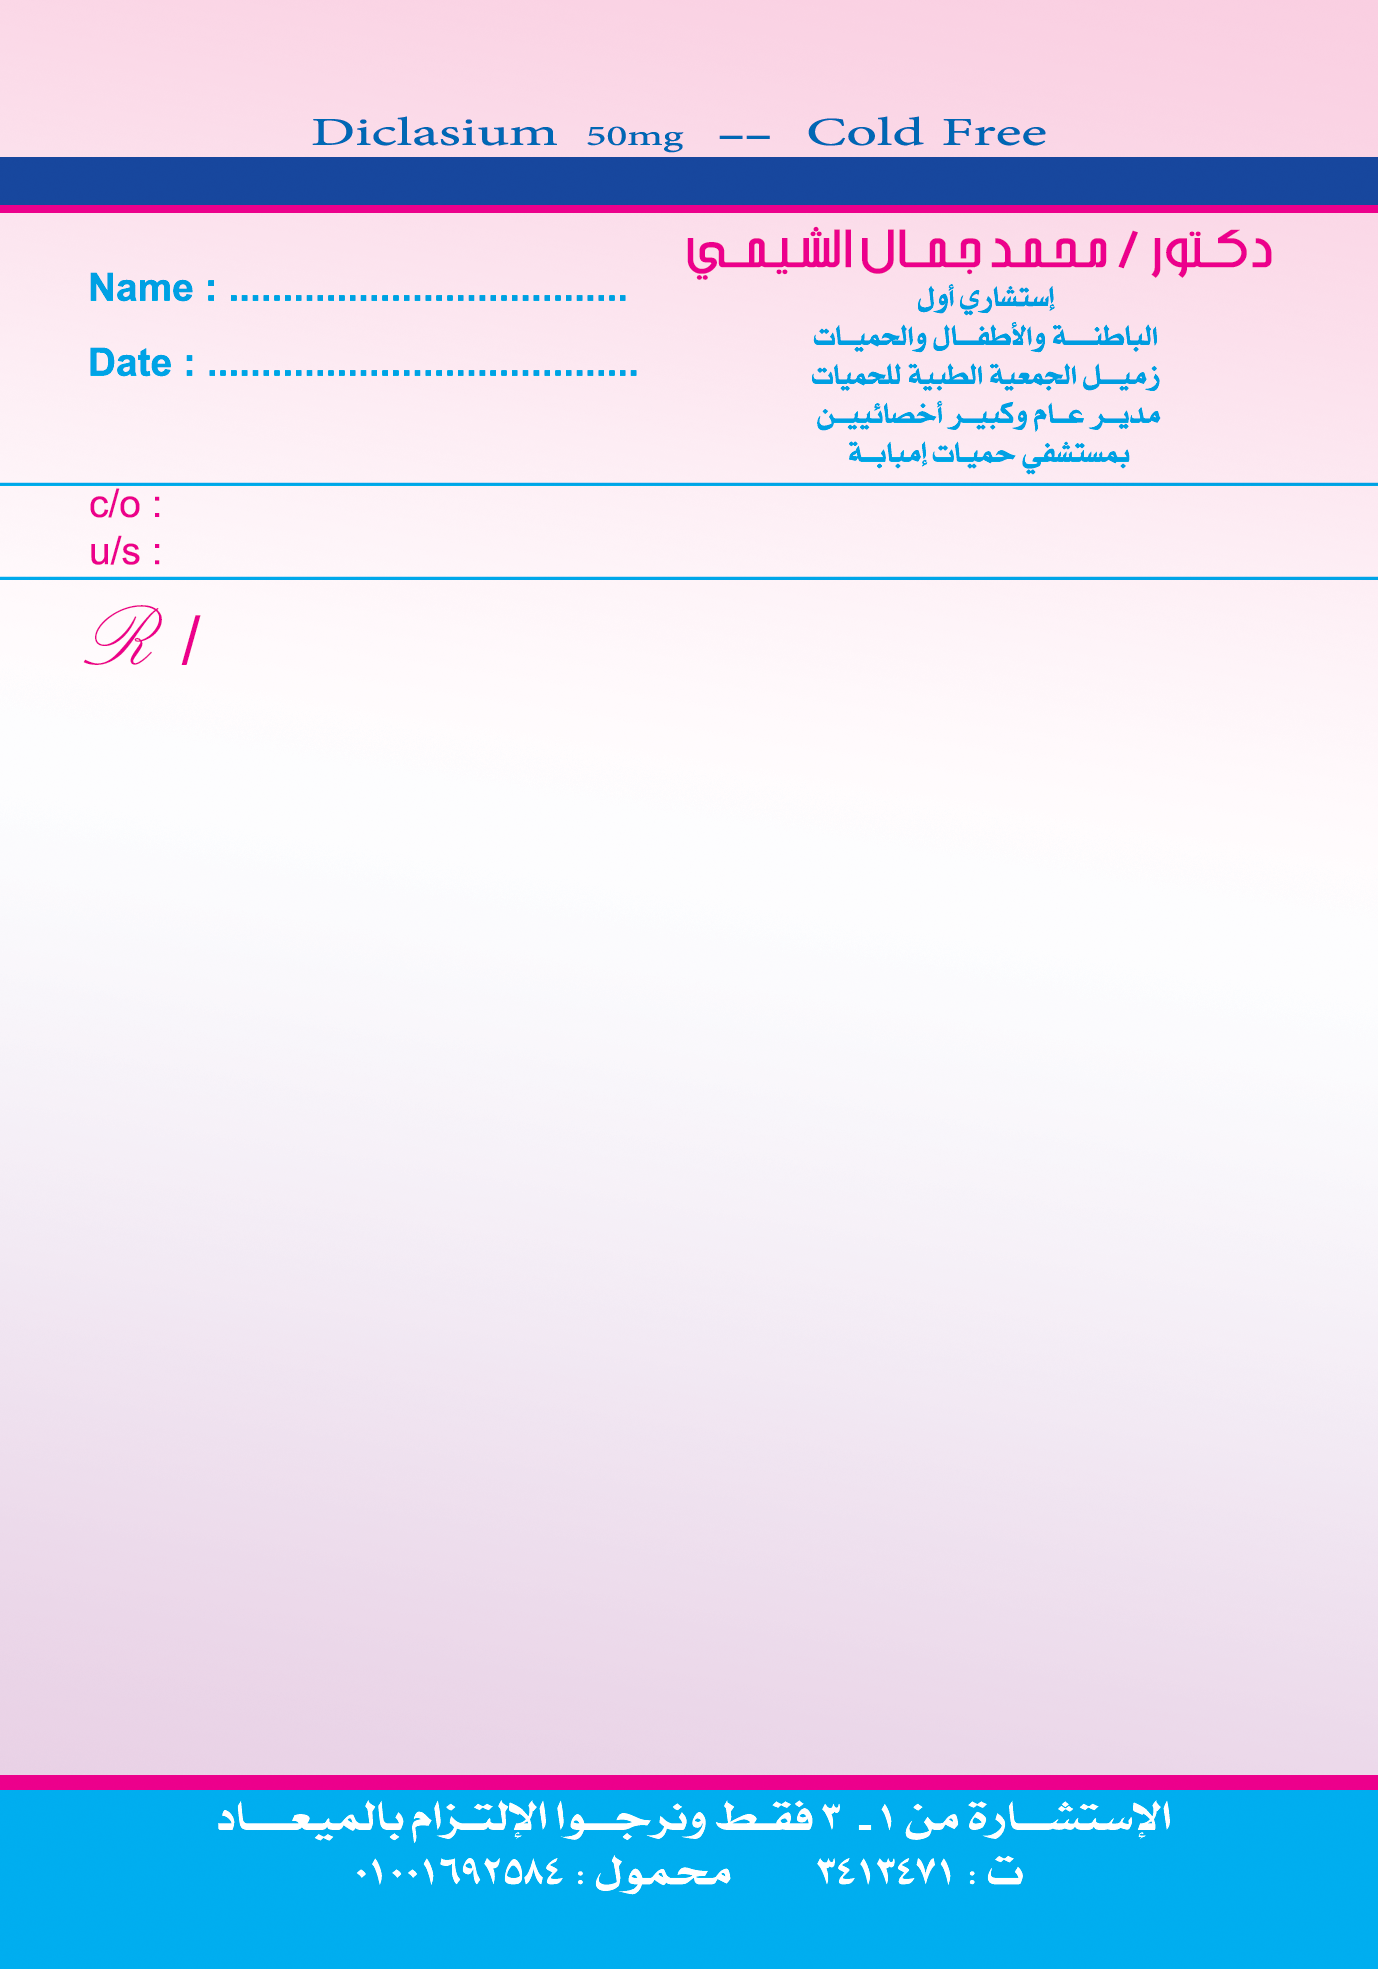 Diclasium 50mg -- Cold Free
دكتور / محمد جمال الشيمي
إستشاري أول
الباطنة والأطفال والحميات
زميل الجمعية الطبية للحميات
مدير عام وكبير أخصائيين
بمستشفي حميات إمبابة
Name : .....................................
Date : ........................................
c/o :
u/s :
R /
الإستشارة من ١ - ٣ فقط ونرجوا الإلتزام بالميعاد
ت : ٣٤١٣٤٧١ محمول : ٠١٠٠١٦٩٢٥٨٤